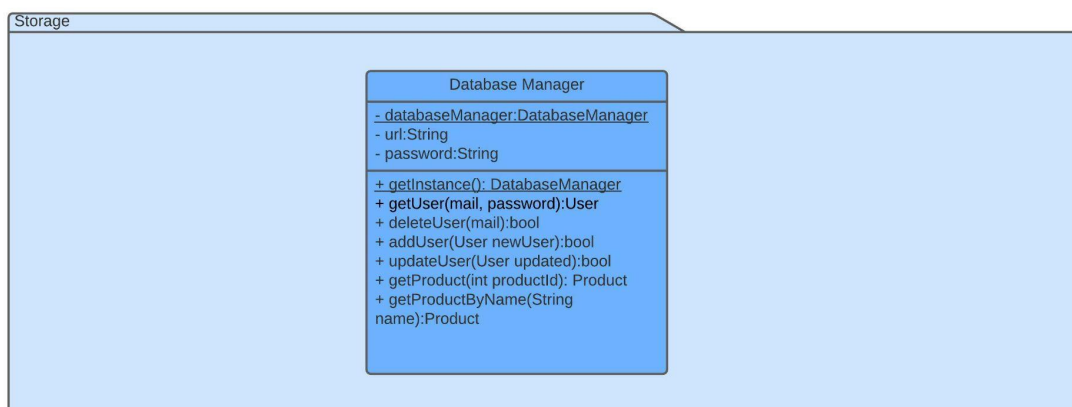 Storage
Database Manager
- databaseManager:DatabaseManager
- url:String
- password:String
+ getInstance(): DatabaseManager
+ getUser(mail, password):User
+ deleteUser(mail):bool
+ addUser(User newUser):bool
+ updateUser(User updated):bool
+ getProduct(int productId): Product
+ getProductByName(String
name):Product